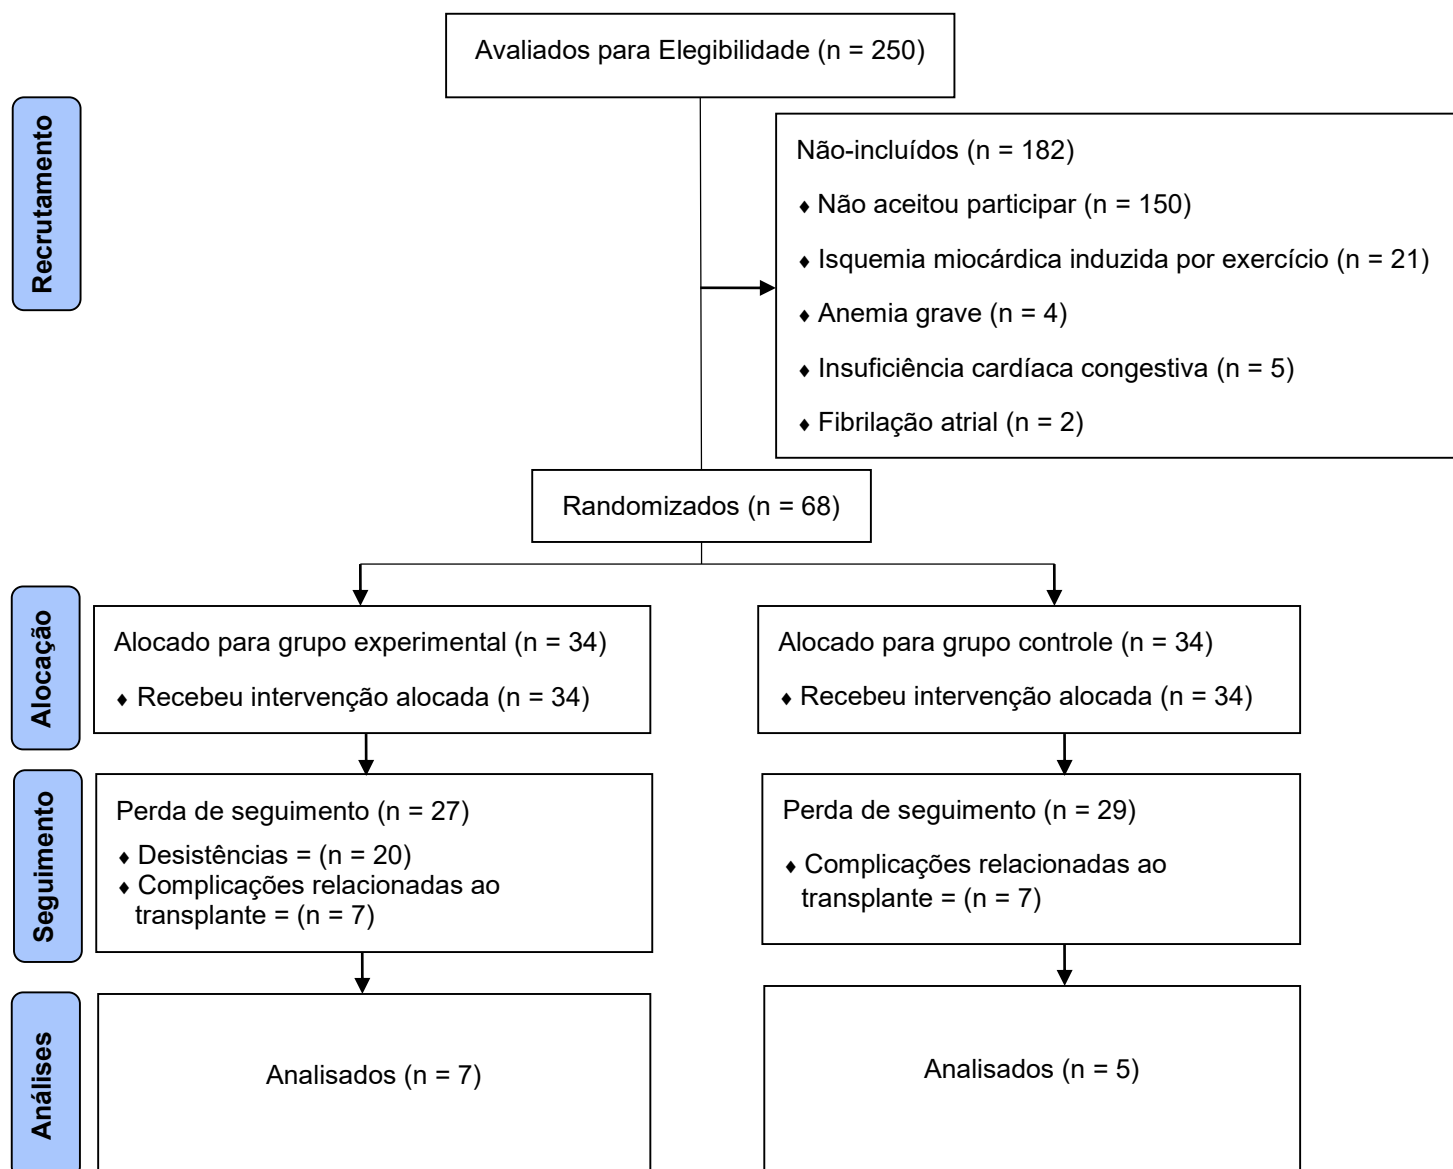 Avaliados para Elegibilidade (n = 250)
Recrutamento
Não-incluídos (n = 182)
♦ Não aceitou participar (n = 150)
♦ Isquemia miocárdica induzida por exercício (n = 21)
♦ Anemia grave (n = 4)
♦ Insuficiência cardíaca congestiva (n = 5)
♦ Fibrilação atrial (n = 2)
Randomizados (n = 68)
Alocação
Alocado para grupo experimental (n = 34)
♦ Recebeu intervenção alocada (n = 34)
Alocado para grupo controle (n = 34)
♦ Recebeu intervenção alocada (n = 34)
Seguimento
Perda de seguimento (n = 27)
♦ Desistências = (n = 20)
♦ Complicações relacionadas ao
transplante = (n = 7)
Perda de seguimento (n = 29)
♦ Complicações relacionadas ao
transplante = (n = 7)
Análises
Analisados (n = 7)
Analisados (n = 5)